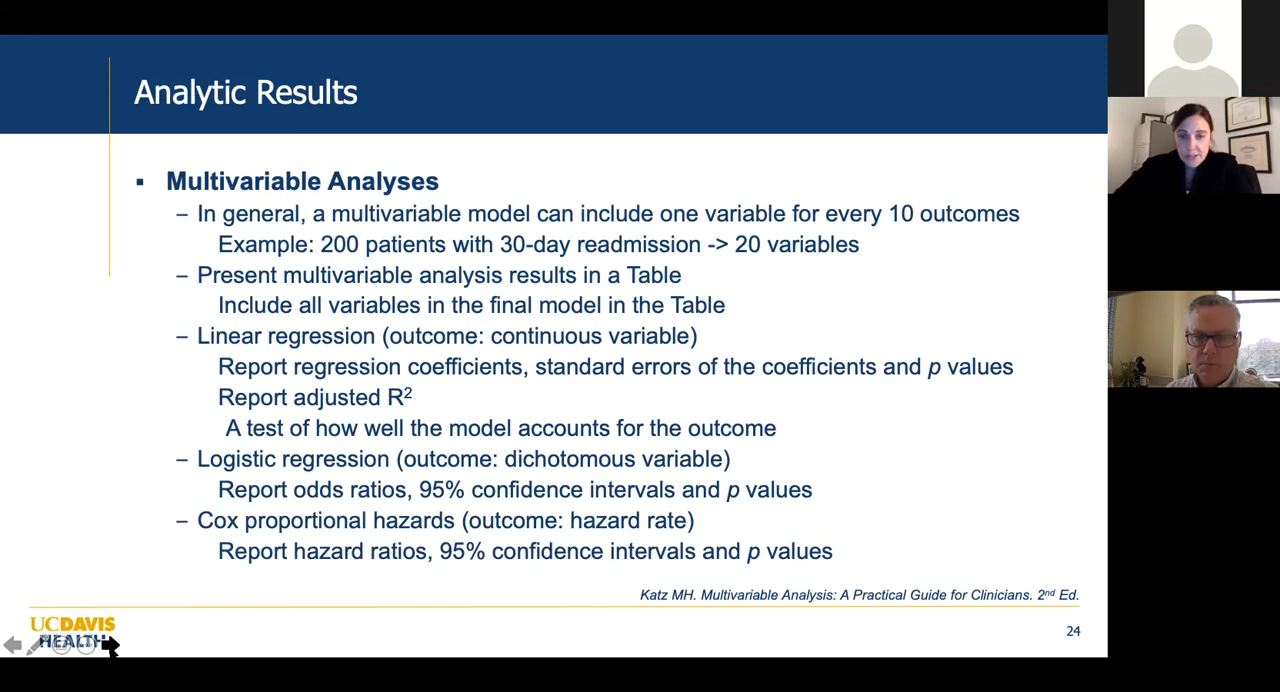 Analytic Results
▪ Multivariable Analyses
– In general, a multivariable model can include one variable for every 10 outcomes
Example: 200 patients with 30-day readmission -> 20 variables
– Present multivariable analysis results in a Table
Include all variables in the final model in the Table
– Linear regression (outcome: continuous variable)
Report regression coefficients, standard errors of the coefficients and p values
Report adjusted R²
A test of how well the model accounts for the outcome
– Logistic regression (outcome: dichotomous variable)
Report odds ratios, 95% confidence intervals and p values
– Cox proportional hazards (outcome: hazard rate)
Report hazard ratios, 95% confidence intervals and p values
Katz MH. Multivariable Analysis: A Practical Guide for Clinicians. 2nd Ed.
UCDAVIS
HEALTH
24